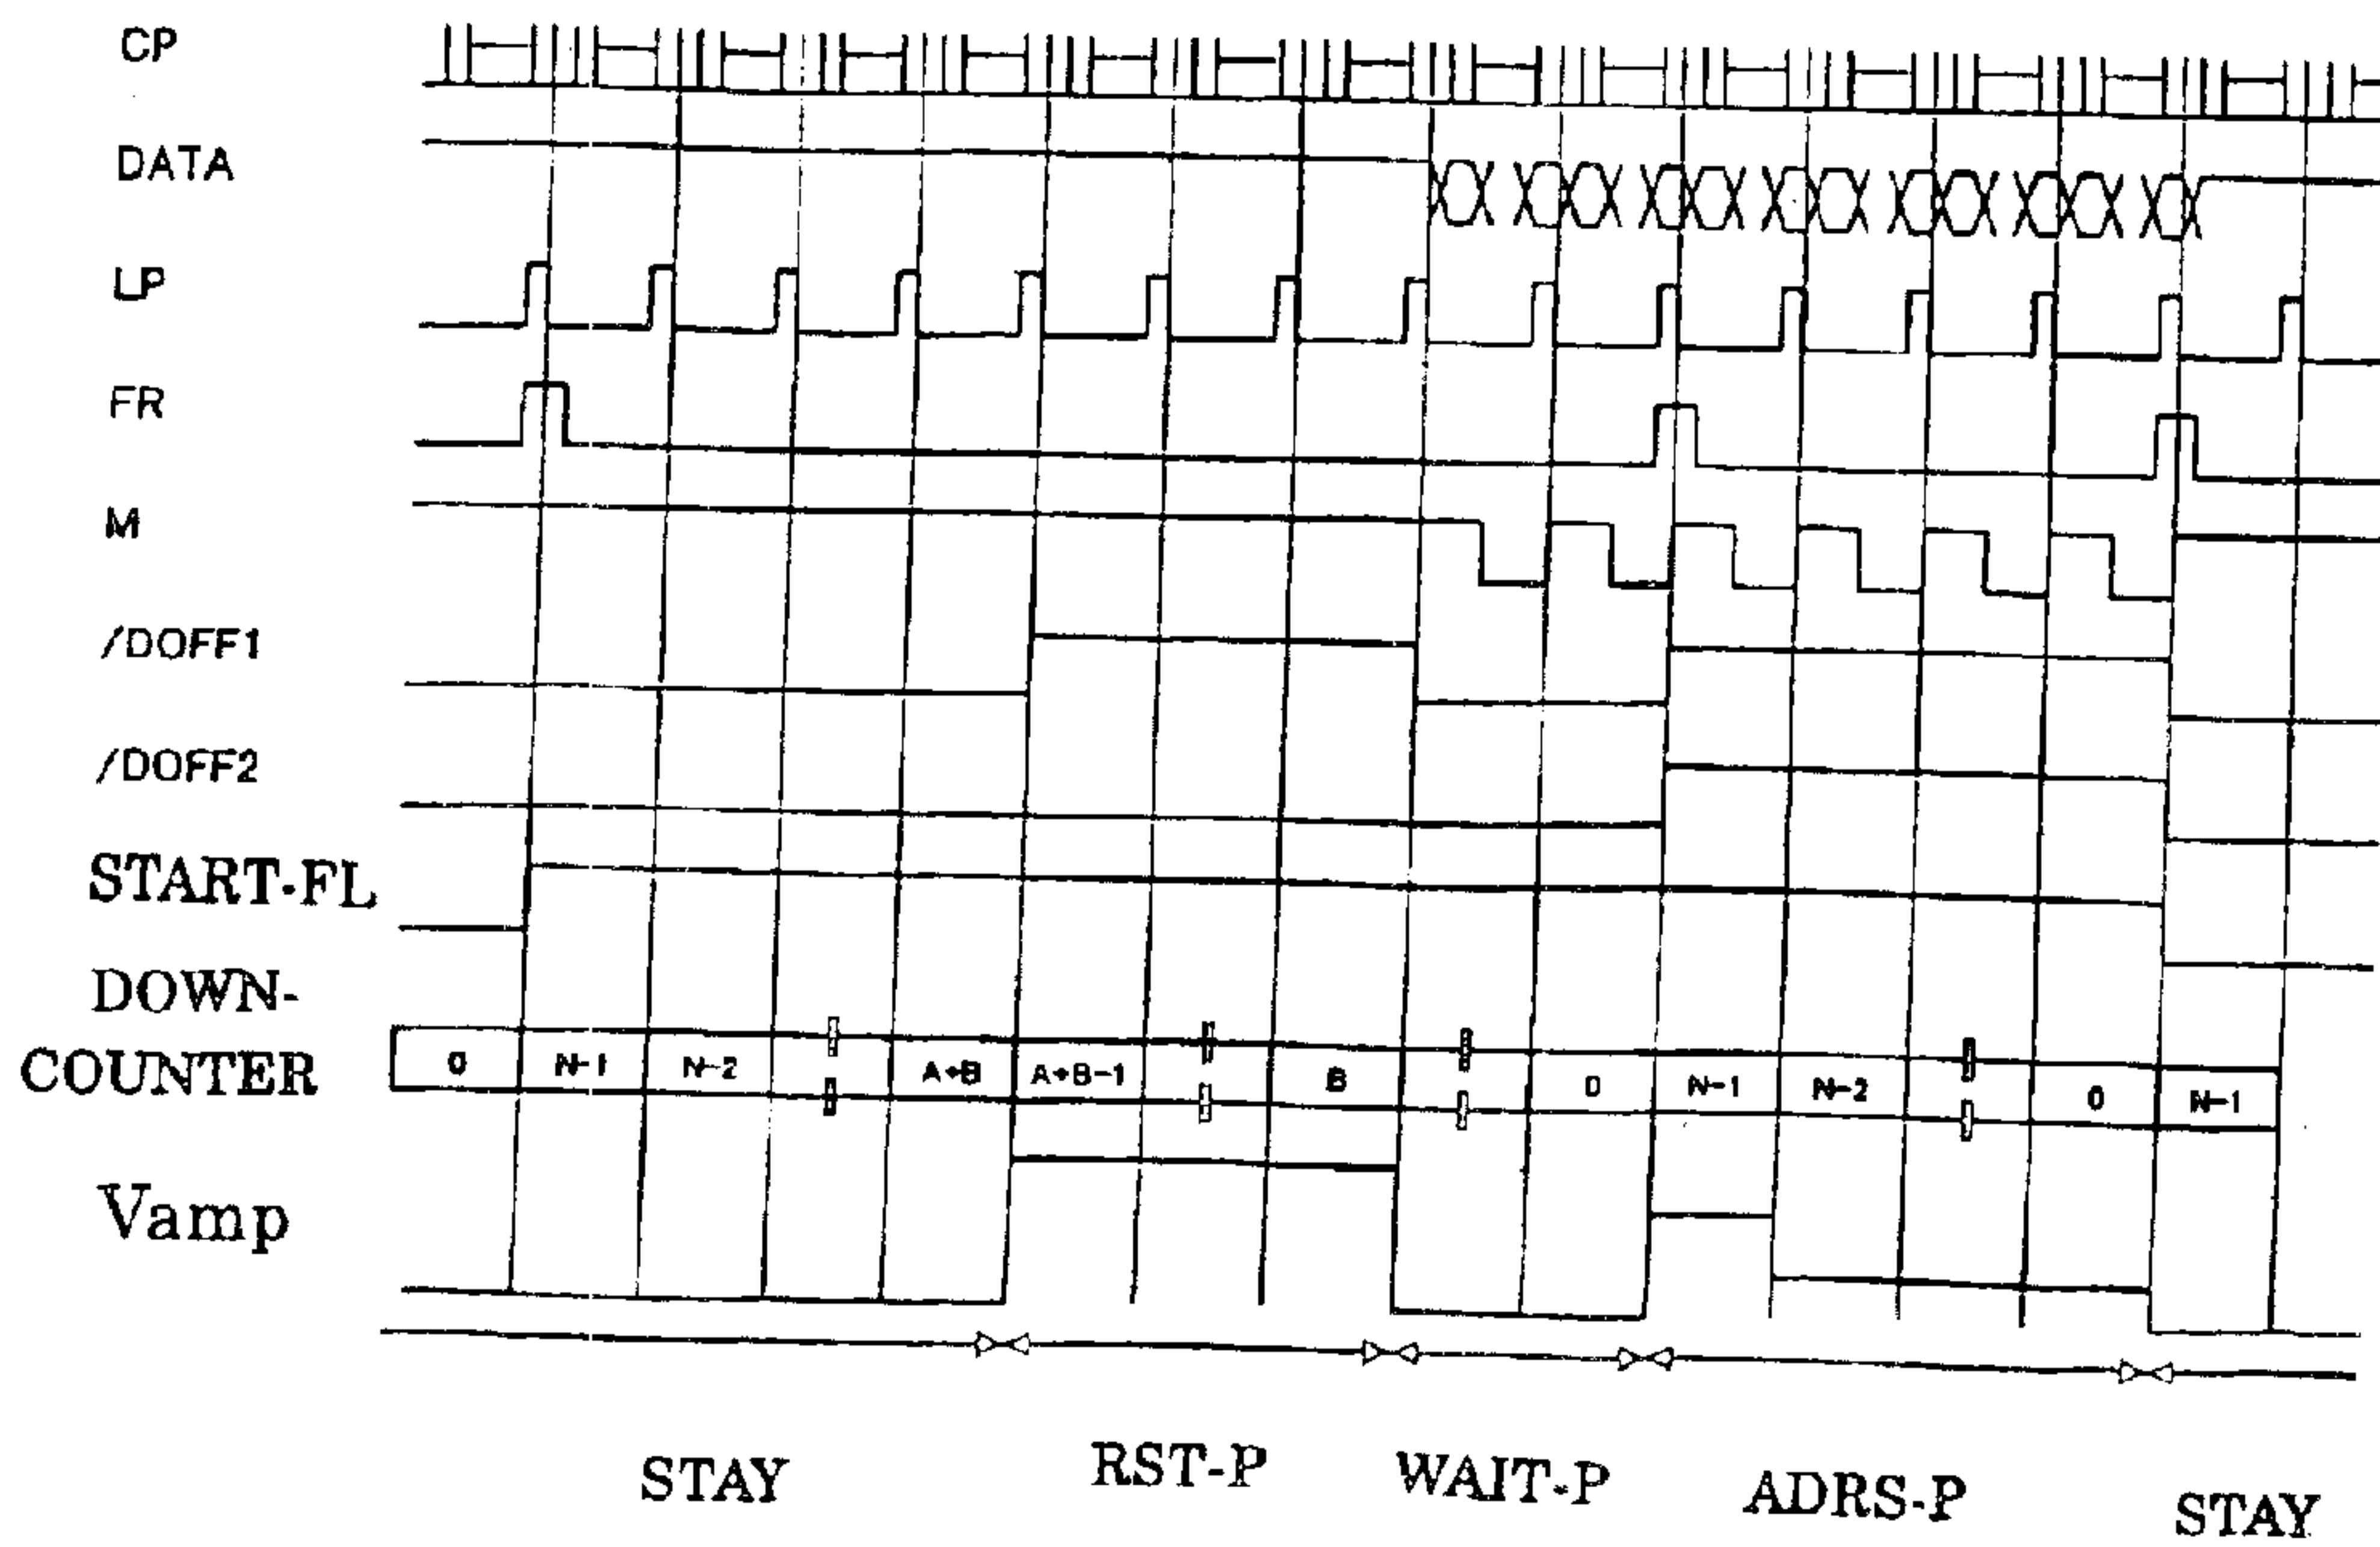 CP
DATA
LP
FR
M
/DOFF1
/DOFF2
START-FL
DOWN-
COUNTER
0 N-1 N-2 A+B A+B-1 B 0 N-1 N-2 0 N-1
Vamp
STAY RST-P WAIT-P ADRS-P STAY